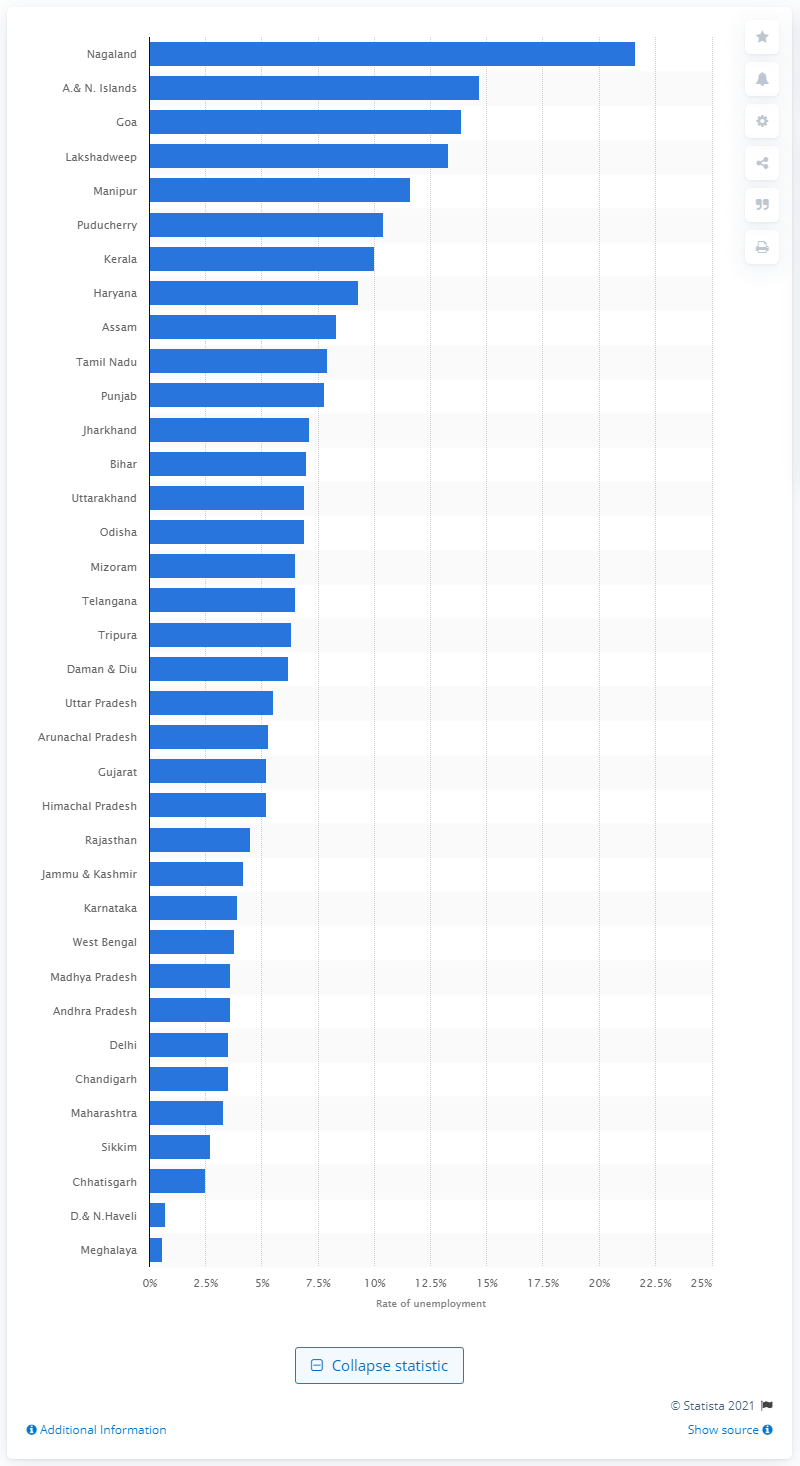 Nagaland
A.& N. Islands
Goa
Lakshadweep
Manipur
Puducherry
Kerala
Haryana
Assam
Tamil Nadu
Punjab
Jharkhand
Bihar
Uttarakhand
Odisha
Mizoram
Telangana
Tripura
Daman & Diu
Uttar Pradesh
Arunachal Pradesh
Gujarat
Himachal Pradesh
Rajasthan
Jammu & Kashmir
Karnataka
West Bengal
Madhya Pradesh
Andhra Pradesh
Delhi
Chandigarh
Maharashtra
Sikkim
Chhatisgarh
D.& N.Haveli
Meghalaya
0% 2.5% 5% 7.5% 10% 12.5% 15% 17.5% 20% 22.5% 25%
Rate of unemployment
Collapse statistic
© Statista 2021
Additional Information Show source